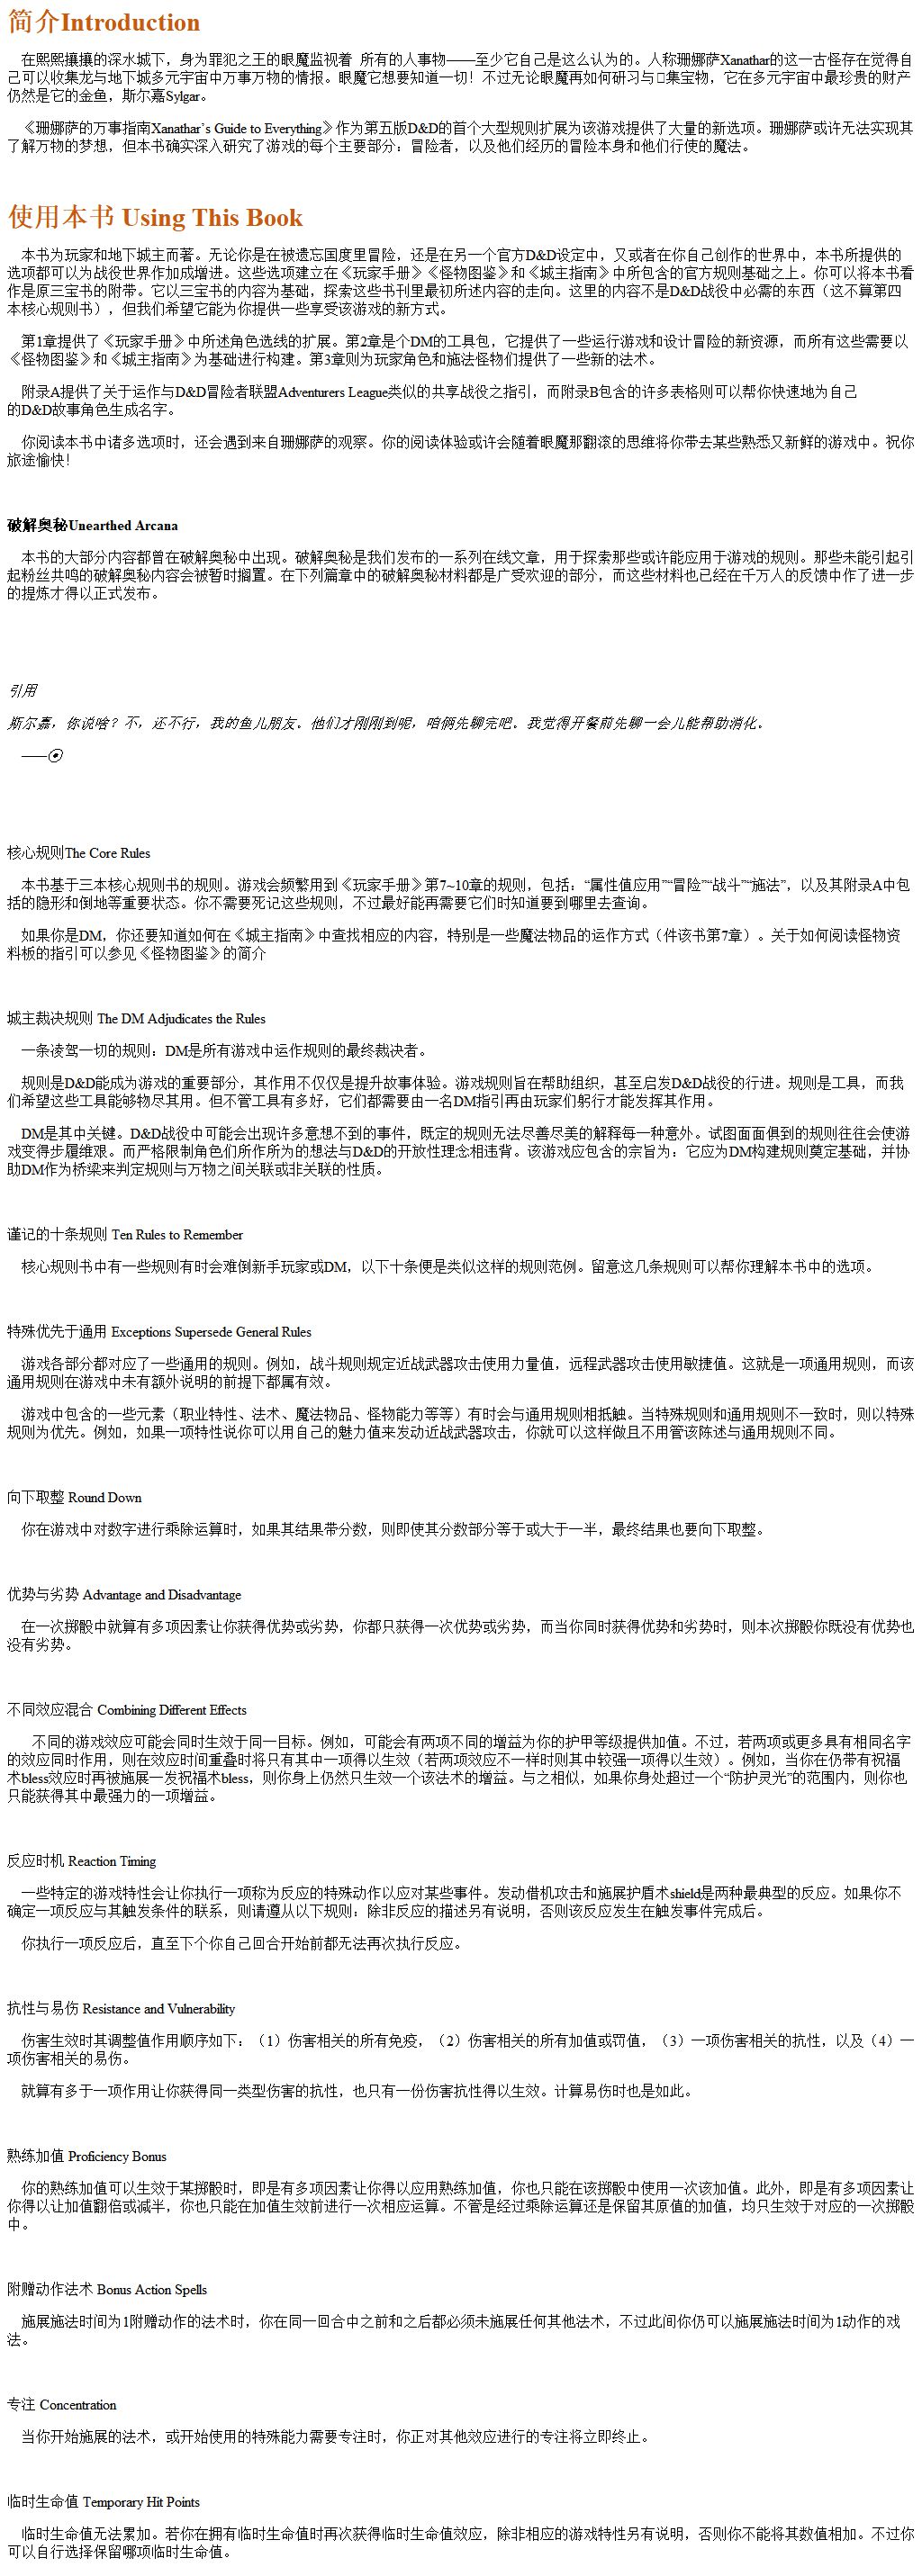 简介Introduction
在熙熙攘攘的深水城下，身为罪犯之王的眼魔监视着 所有的人事物——至少它自己是这么认为的。人称珊娜萨Xanathar的这一古怪存在觉得自
己可以收集龙与地下城多元宇宙中万事万物的情报。眼魔它想要知道一切！不过无论眼魔再如何研习与□集宝物，它在多元宇宙中最珍贵的财产
仍然是它的金鱼，斯尔嘉Sylgar。
《珊娜萨的万事指南Xanathar’s Guide to Everything》作为第五版D&D的首个大型规则扩展为该游戏提供了大量的新选项。珊娜萨或许无法实现其
了解万物的梦想，但本书确实深入研究了游戏的每个主要部分：冒险者，以及他们经历的冒险本身和他们行使的魔法。
使用本书 Using This Book
本书为玩家和地下城主而著。无论你是在被遗忘国度里冒险，还是在另一个官方D&D设定中，又或者在你自己创作的世界中，本书所提供的
选项都可以为战役世界作加成增进。这些选项建立在《玩家手册》《怪物图鉴》和《城主指南》中所包含的官方规则基础之上。你可以将本书看
作是原三宝书的附带。它以三宝书的内容为基础，探索这些书刊里最初所述内容的走向。这里的内容不是D&D战役中必需的东西（这不算第四
本核心规则书），但我们希望它能为你提供一些享受该游戏的新方式。
第1章提供了《玩家手册》中所述角色选线的扩展。第2章是个DM的工具包，它提供了一些运行游戏和设计冒险的新资源，而所有这些需要以
《怪物图鉴》和《城主指南》为基础进行构建。第3章则为玩家角色和施法怪物们提供了一些新的法术。
附录A提供了关于运作与D&D冒险者联盟Adventurers League类似的共享战役之指引，而附录B包含的许多表格则可以帮你快速地为自己
的D&D故事角色生成名字。
你阅读本书中诸多选项时，还会遇到来自珊娜萨的观察。你的阅读体验或许会随着眼魔那翻滚的思维将你带去某些熟悉又新鲜的游戏中。祝你
旅途愉快！
破解奥秘Unearthed Arcana
本书的大部分内容都曾在破解奥秘中出现。破解奥秘是我们发布的一系列在线文章，用于探索那些或许能应用于游戏的规则。那些未能引起引
起粉丝共鸣的破解奥秘内容会被暂时搁置。在下列篇章中的破解奥秘材料都是广受欢迎的部分，而这些材料也已经在千万人的反馈中作了进一步
的提炼才得以正式发布。
引用
斯尔嘉，你说啥？不，还不行，我的鱼儿朋友。他们才刚刚到呢，咱俩先聊完吧。我觉得开餐前先聊一会儿能帮助消化。
——⊙
核心规则The Core Rules
本书基于三本核心规则书的规则。游戏会频繁用到《玩家手册》第7~10章的规则，包括：“属性值应用”“冒险”“战斗”“施法”，以及其附录A中包
括的隐形和倒地等重要状态。你不需要死记这些规则，不过最好能再需要它们时知道要到哪里去查询。
如果你是DM，你还要知道如何在《城主指南》中查找相应的内容，特别是一些魔法物品的运作方式（件该书第7章）。关于如何阅读怪物资
料板的指引可以参见《怪物图鉴》的简介
城主裁决规则 The DM Adjudicates the Rules
一条凌驾一切的规则：DM是所有游戏中运作规则的最终裁决者。
规则是D&D能成为游戏的重要部分，其作用不仅仅是提升故事体验。游戏规则旨在帮助组织，甚至启发D&D战役的行进。规则是工具，而我
们希望这些工具能够物尽其用。但不管工具有多好，它们都需要由一名DM指引再由玩家们躬行才能发挥其作用。
DM是其中关键。D&D战役中可能会出现许多意想不到的事件，既定的规则无法尽善尽美的解释每一种意外。试图面面俱到的规则往往会使游
戏变得步履维艰。而严格限制角色们所作所为的想法与D&D的开放性理念相违背。该游戏应包含的宗旨为：它应为DM构建规则奠定基础，并协
助DM作为桥梁来判定规则与万物之间关联或非关联的性质。
谨记的十条规则 Ten Rules to Remember
核心规则书中有一些规则有时会难倒新手玩家或DM，以下十条便是类似这样的规则范例。留意这几条规则可以帮你理解本书中的选项。
特殊优先于通用 Exceptions Supersede General Rules
游戏各部分都对应了一些通用的规则。例如，战斗规则规定近战武器攻击使用力量值，远程武器攻击使用敏捷值。这就是一项通用规则，而该
通用规则在游戏中未有额外说明的前提下都属有效。
游戏中包含的一些元素（职业特性、法术、魔法物品、怪物能力等等）有时会与通用规则相抵触。当特殊规则和通用规则不一致时，则以特殊
规则为优先。例如，如果一项特性说你可以用自己的魅力值来发动近战武器攻击，你就可以这样做且不用管该陈述与通用规则不同。
向下取整 Round Down
你在游戏中对数字进行乘除运算时，如果其结果带分数，则即使其分数部分等于或大于一半，最终结果也要向下取整。
优势与劣势 Advantage and Disadvantage
在一次掷骰中就算有多项因素让你获得优势或劣势，你都只获得一次优势或劣势，而当你同时获得优势和劣势时，则本次掷骰你既没有优势也
没有劣势。
不同效应混合 Combining Different Effects
不同的游戏效应可能会同时生效于同一目标。例如，可能会有两项不同的增益为你的护甲等级提供加值。不过，若两项或更多具有相同名字
的效应同时作用，则在效应时间重叠时将只有其中一项得以生效（若两项效应不一样时则其中较强一项得以生效）。例如，当你在仍带有祝福
术bless效应时再被施展一发祝福术bless，则你身上仍然只生效一个该法术的增益。与之相似，如果你身处超过一个“防护灵光”的范围内，则你也
只能获得其中最强力的一项增益。
反应时机 Reaction Timing
一些特定的游戏特性会让你执行一项称为反应的特殊动作以应对某些事件。发动借机攻击和施展护盾术shield是两种最典型的反应。如果你不
确定一项反应与其触发条件的联系，则请遵从以下规则：除非反应的描述另有说明，否则该反应发生在触发事件完成后。
你执行一项反应后，直至下个你自己回合开始前都无法再次执行反应。
抗性与易伤 Resistance and Vulnerability
伤害生效时其调整值作用顺序如下：（1）伤害相关的所有免疫，（2）伤害相关的所有加值或罚值，（3）一项伤害相关的抗性，以及（4）一
项伤害相关的易伤。
就算有多于一项作用让你获得同一类型伤害的抗性，也只有一份伤害抗性得以生效。计算易伤时也是如此。
熟练加值 Proficiency Bonus
你的熟练加值可以生效于某掷骰时，即是有多项因素让你得以应用熟练加值，你也只能在该掷骰中使用一次该加值。此外，即是有多项因素让
你得以让加值翻倍或减半，你也只能在加值生效前进行一次相应运算。不管是经过乘除运算还是保留其原值的加值，均只生效于对应的一次掷骰
中。
附赠动作法术 Bonus Action Spells
施展施法时间为1附赠动作的法术时，你在同一回合中之前和之后都必须未施展任何其他法术，不过此间你仍可以施展施法时间为1动作的戏
法。
专注 Concentration
当你开始施展的法术，或开始使用的特殊能力需要专注时，你正对其他效应进行的专注将立即终止。
临时生命值 Temporary Hit Points
临时生命值无法累加。若你在拥有临时生命值时再次获得临时生命值效应，除非相应的游戏特性另有说明，否则你不能将其数值相加。不过你
可以自行选择保留哪项临时生命值。